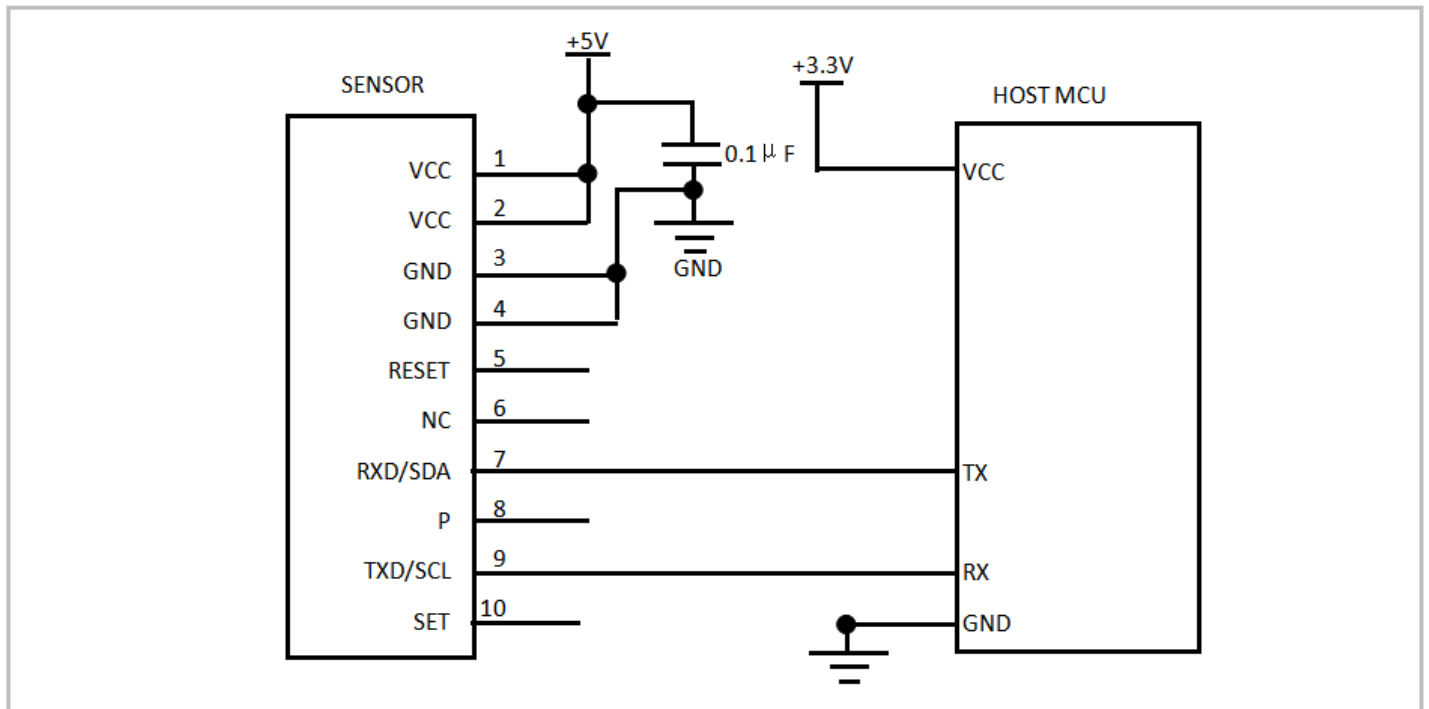 +5V
+3.3V
SENSOR
HOST MCU
0.1μF
VCC 1
VCC
VCC 2
GND 3
GND
GND 4
RESET 5
NC 6
RXD/SDA 7
TX
P 8
TXD/SCL 9
RX
SET 10
GND